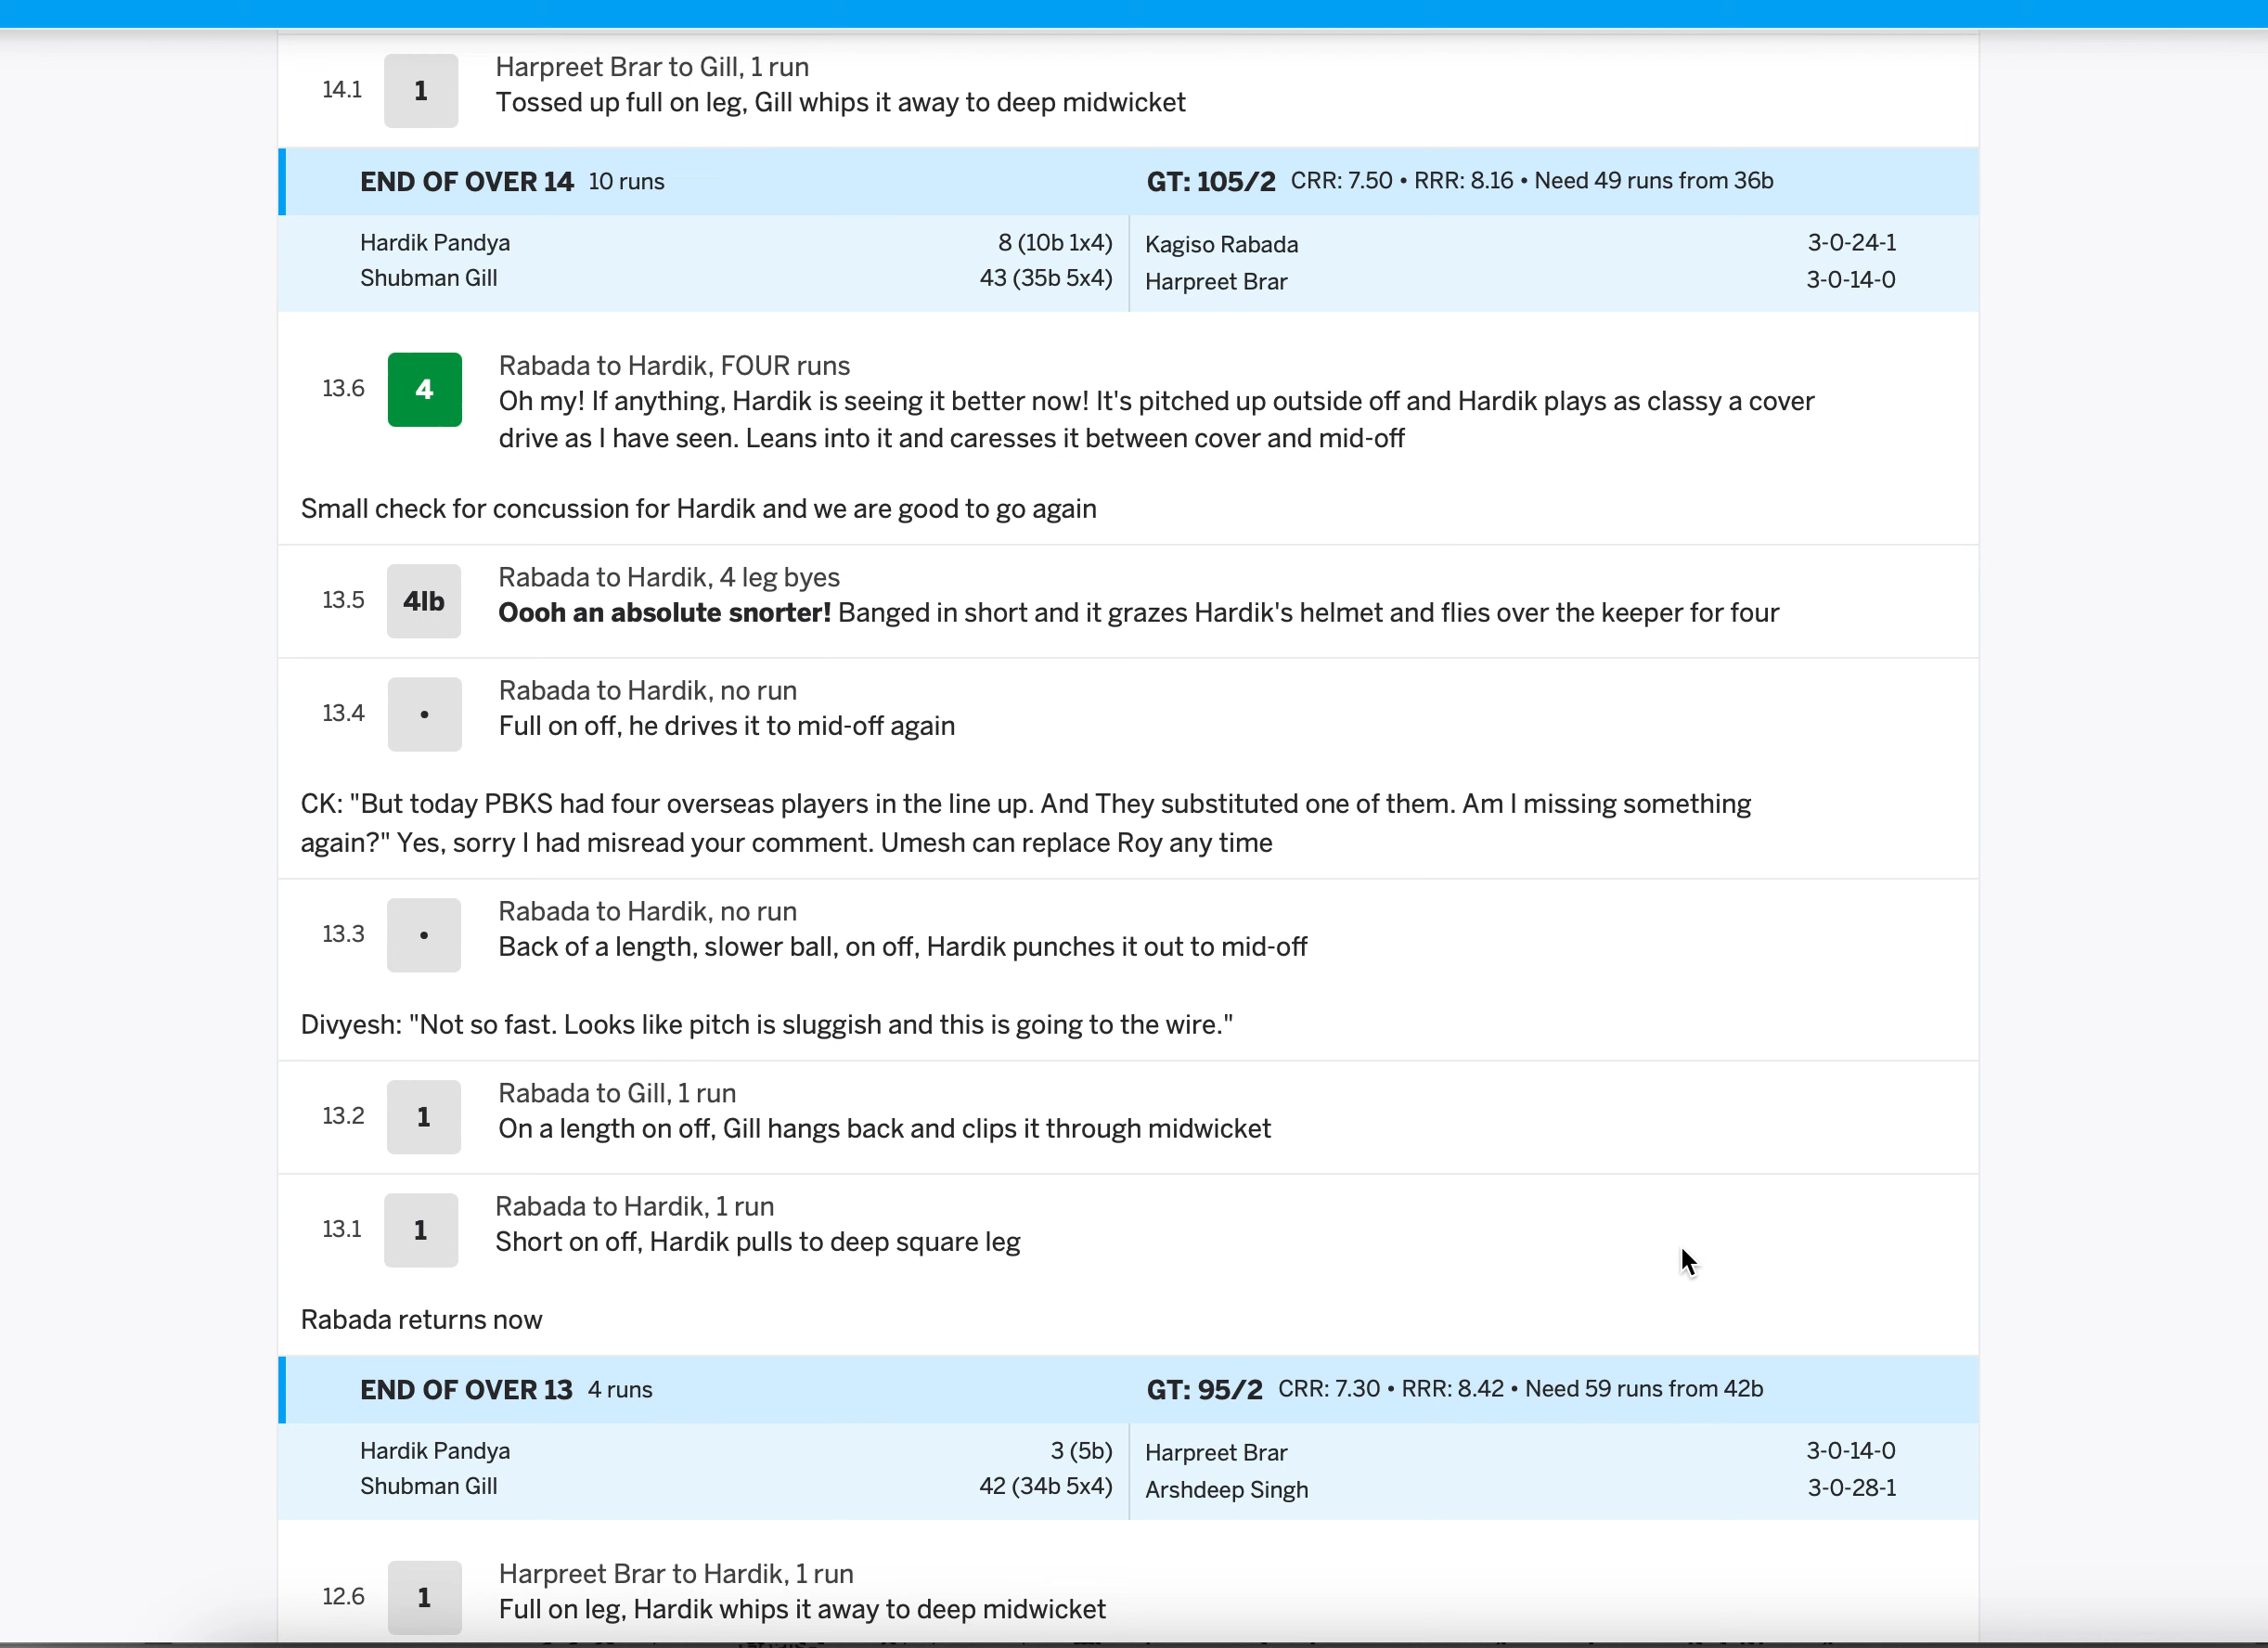 14.1
1
Harpreet Brar to Gill, 1 run
Tossed up full on leg, Gill whips it away to deep midwicket
END OF OVER 14 10 runs
GT: 105/2 CRR: 7.50 • RRR: 8.16 • Need 49 runs from 36b
Hardik Pandya 8 (10b 1x4)
Shubman Gill 43 (35b 5x4)
Kagiso Rabada 3-0-24-1
Harpreet Brar 3-0-14-0
13.6
4
Rabada to Hardik, FOUR runs
Oh my! If anything, Hardik is seeing it better now! It's pitched up outside off and Hardik plays as classy a cover
drive as I have seen. Leans into it and caresses it between cover and mid-off
Small check for concussion for Hardik and we are good to go again
13.5
4lb
Rabada to Hardik, 4 leg byes
Oooh an absolute snorter! Banged in short and it grazes Hardik's helmet and flies over the keeper for four
13.4
•
Rabada to Hardik, no run
Full on off, he drives it to mid-off again
CK: "But today PBKS had four overseas players in the line up. And They substituted one of them. Am I missing something
again?" Yes, sorry I had misread your comment. Umesh can replace Roy any time
13.3
•
Rabada to Hardik, no run
Back of a length, slower ball, on off, Hardik punches it out to mid-off
Divyesh: "Not so fast. Looks like pitch is sluggish and this is going to the wire."
13.2
1
Rabada to Gill, 1 run
On a length on off, Gill hangs back and clips it through midwicket
13.1
1
Rabada to Hardik, 1 run
Short on off, Hardik pulls to deep square leg
Rabada returns now
END OF OVER 13 4 runs
GT: 95/2 CRR: 7.30 • RRR: 8.42 • Need 59 runs from 42b
Hardik Pandya 3 (5b)
Shubman Gill 42 (34b 5x4)
Harpreet Brar 3-0-14-0
Arshdeep Singh 3-0-28-1
12.6
1
Harpreet Brar to Hardik, 1 run
Full on leg, Hardik whips it away to deep midwicket